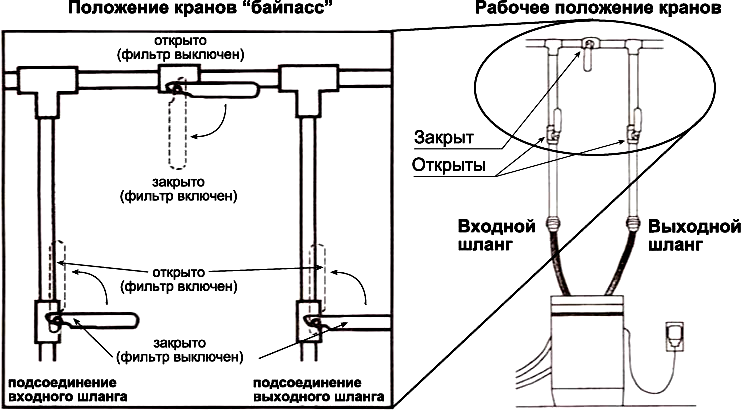 Положение кранов “байпасс”
Рабочее положение кранов
открыто
(фильтр выключен)
закрыто
(фильтр включен)
открыто
(фильтр включен)
закрыто
(фильтр выключен)
подсоединение
входного шланга
подсоединение
выходного шланга
Закрыт
Открыты
Входной
шланг
Выходной
шланг